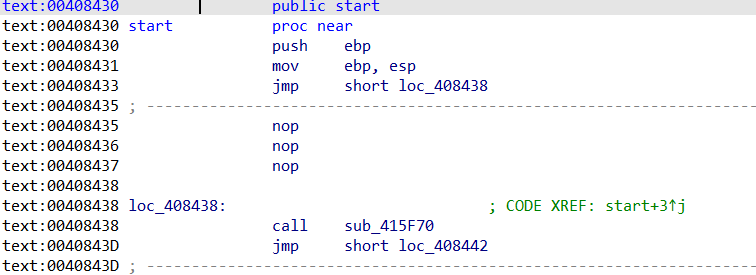 text:00408430 public start
text:00408430 start proc near
text:00408430 push ebp
text:00408431 mov ebp, esp
text:00408433 jmp short loc_408438
text:00408435 ; ---------------------------------------------------------------------
text:00408435 nop
text:00408436 nop
text:00408437 nop
text:00408438
text:00408438 loc_408438: ; CODE XREF: start+3↑j
text:00408438 call sub_415F70
text:0040843D jmp short loc_408442
text:0040843D ; ---------------------------------------------------------------------